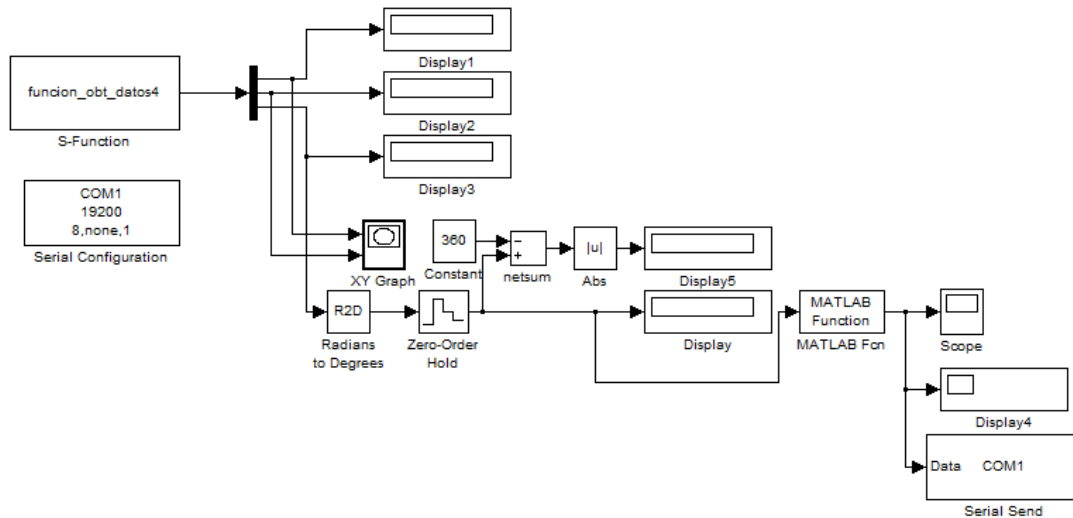 Display1
funcion_obt_datos4
S-Function
Display2
Display3
COM1
19200
8,none,1
Serial Configuration
XY Graph
360
Constant
−
+
netsum
|u|
Abs
Display5
R2D
Radians
to Degrees
Zero-Order
Hold
Display
MATLAB
Function
MATLAB Fcn
Scope
Display4
Data
COM1
Serial Send